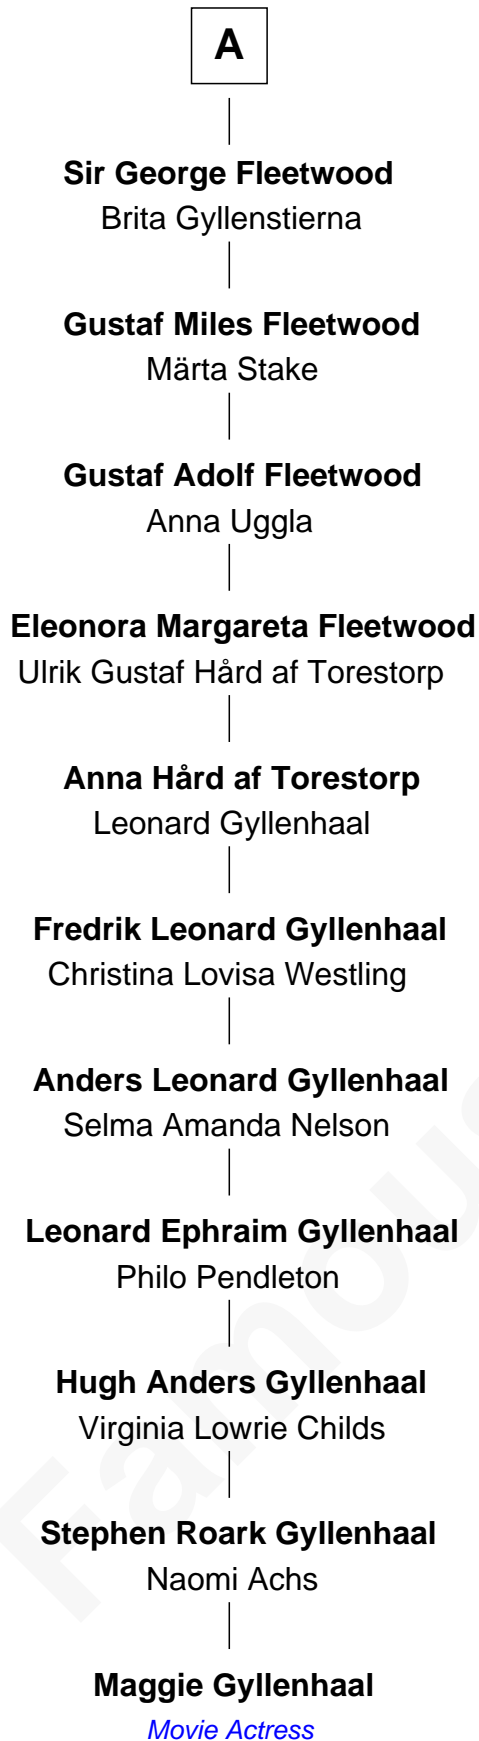 A
Sir George Fleetwood
Brita Gyllenstierna
Gustaf Miles Fleetwood
Märta Stake
Gustaf Adolf Fleetwood
Anna Uggla
Eleonora Margareta Fleetwood
Ulrik Gustaf Hård af Torestorp
Anna Hård af Torestorp
Leonard Gyllenhaal
Fredrik Leonard Gyllenhaal
Christina Lovisa Westling
Anders Leonard Gyllenhaal
Selma Amanda Nelson
Leonard Ephraim Gyllenhaal
Philo Pendleton
Hugh Anders Gyllenhaal
Virginia Lowrie Childs
Stephen Roark Gyllenhaal
Naomi Achs
Maggie Gyllenhaal
Movie Actress
Famous